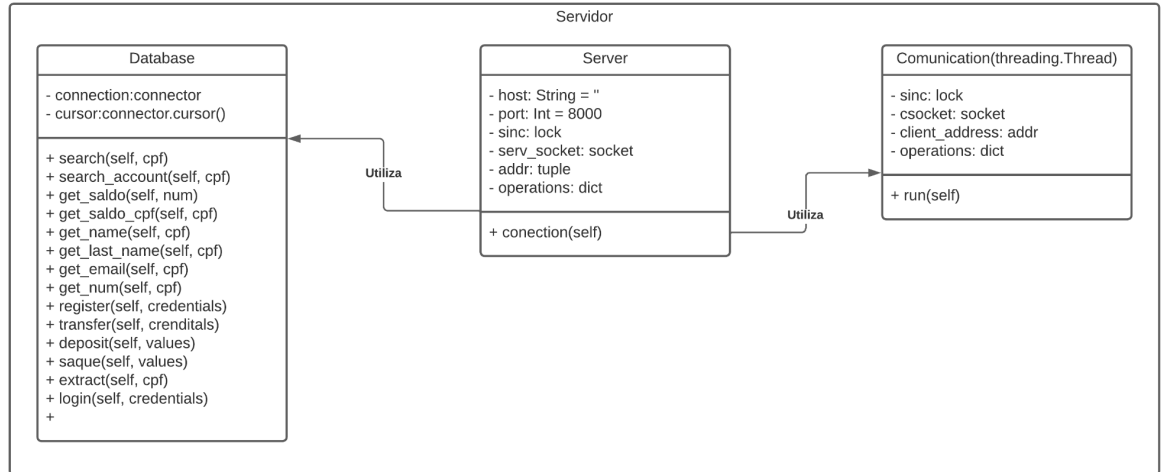 Servidor
Database
- connection:connector
- cursor:connector.cursor()
+ search(self, cpf)
+ search_account(self, cpf)
+ get_saldo(self, num)
+ get_saldo_cpf(self, cpf)
+ get_name(self, cpf)
+ get_last_name(self, cpf)
+ get_email(self, cpf)
+ get_num(self, cpf)
+ register(self, credentials)
+ transfer(self, crenditals)
+ deposit(self, values)
+ saque(self, values)
+ extract(self, cpf)
+ login(self, credentials)
+
Utiliza
Server
- host: String = ''
- port: Int = 8000
- sinc: lock
- serv_socket: socket
- addr: tuple
- operations: dict
+ conection(self)
Utiliza
Comunication(threading.Thread)
- sinc: lock
- csocket: socket
- client_address: addr
- operations: dict
+ run(self)